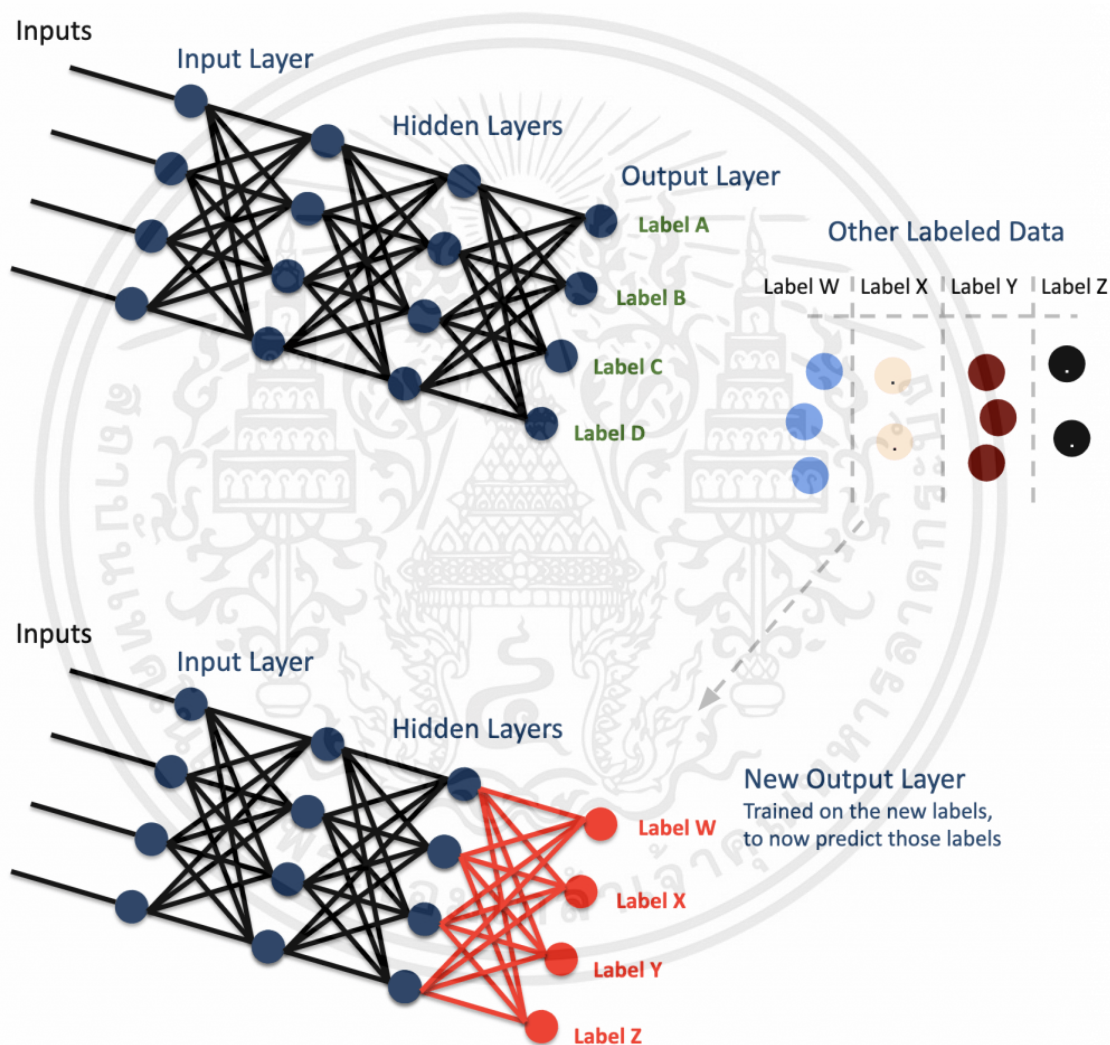 Inputs
Input Layer
Hidden Layers
Output Layer
Label A
Label B
Label C
Label D
Other Labeled Data
Label W
Label X
Label Y
Label Z
Inputs
Input Layer
Hidden Layers
New Output Layer
Trained on the new labels,
to now predict those labels
Label W
Label X
Label Y
Label Z